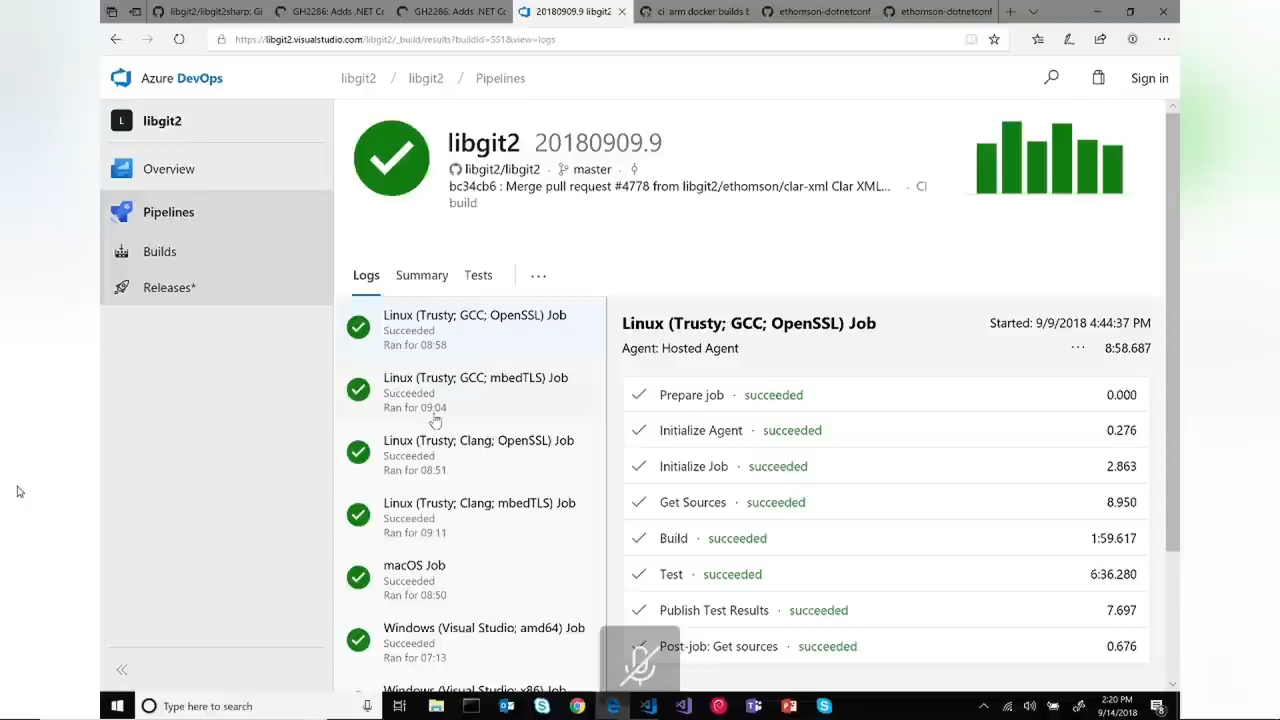 libgit2/libgit2sharp: Gi
GH2286: Adds .NET Co
GH2286: Adds .NET Co
20180909.9 libgit2
ci: arm docker builds b
ethomson-dotnetconf
ethomson-dotnetconf
https://libgit2.visualstudio.com/libgit2/_build/results?buildId=551&view=logs
Azure DevOps
libgit2 / libgit2 / Pipelines
Sign in
L libgit2
Overview
Pipelines
Builds
Releases*
libgit2 20180909.9
libgit2/libgit2 · master ·
bc34cb6 : Merge pull request #4778 from libgit2/ethomson/clar-xml Clar XML... · CI
build
Logs Summary Tests ...
Linux (Trusty; GCC; OpenSSL) Job
Succeeded
Ran for 08:58
Linux (Trusty; GCC; mbedTLS) Job
Succeeded
Ran for 09:04
Linux (Trusty; Clang; OpenSSL) Job
Succeeded
Ran for 08:51
Linux (Trusty; Clang; mbedTLS) Job
Succeeded
Ran for 09:11
macOS Job
Succeeded
Ran for 08:50
Windows (Visual Studio; amd64) Job
Succeeded
Ran for 07:13
Windows (Visual Studio; x86) Job
Linux (Trusty; GCC; OpenSSL) Job
Started: 9/9/2018 4:44:37 PM
Agent: Hosted Agent
... 8:58.687
Prepare job · succeeded 0.000
Initialize Agent · succeeded 0.276
Initialize Job · succeeded 2.863
Get Sources · succeeded 8.950
Build · succeeded 1:59.617
Test · succeeded 6:36.280
Publish Test Results · succeeded 7.697
Post-job: Get sources · succeeded 0.676
Type here to search
2:20 PM
9/14/2018
8